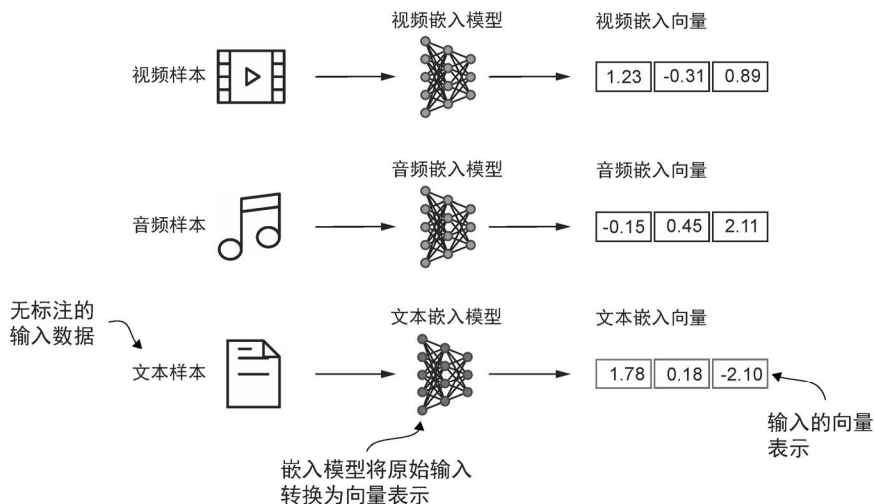 视频嵌入模型
视频嵌入向量
视频样本
1.23 -0.31 0.89
音频嵌入模型
音频嵌入向量
音频样本
-0.15 0.45 2.11
无标注的
输入数据
文本嵌入模型
文本嵌入向量
文本样本
1.78 0.18 -2.10
输入的向量
表示
嵌入模型将原始输入
转换为向量表示